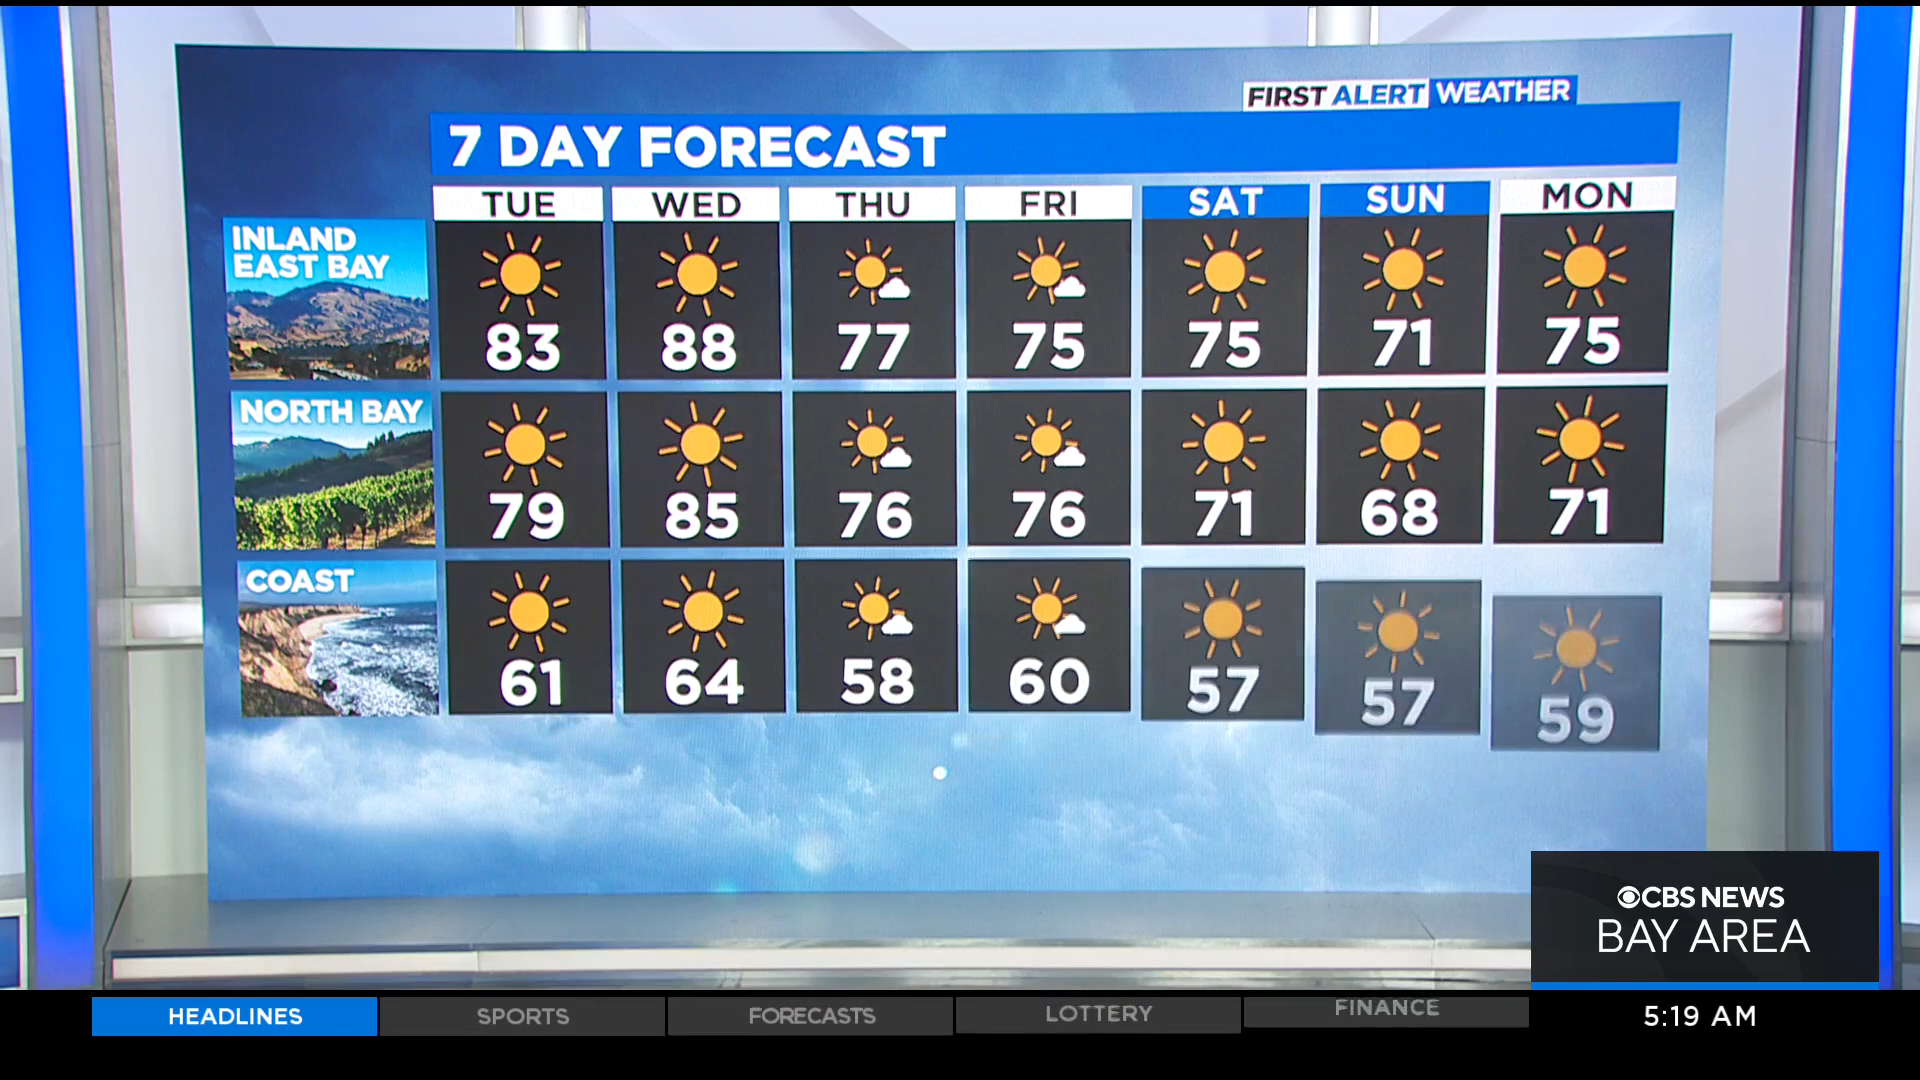 FIRST ALERT WEATHER
7 DAY FORECAST
TUE WED THU FRI SAT SUN MON
INLAND
EAST BAY
83 88 77 75 75 71 75
NORTH BAY
79 85 76 76 71 68 71
COAST
61 64 58 60 57 57 59
CBS NEWS
BAY AREA
HEADLINES SPORTS FORECASTS LOTTERY FINANCE 5:19 AM